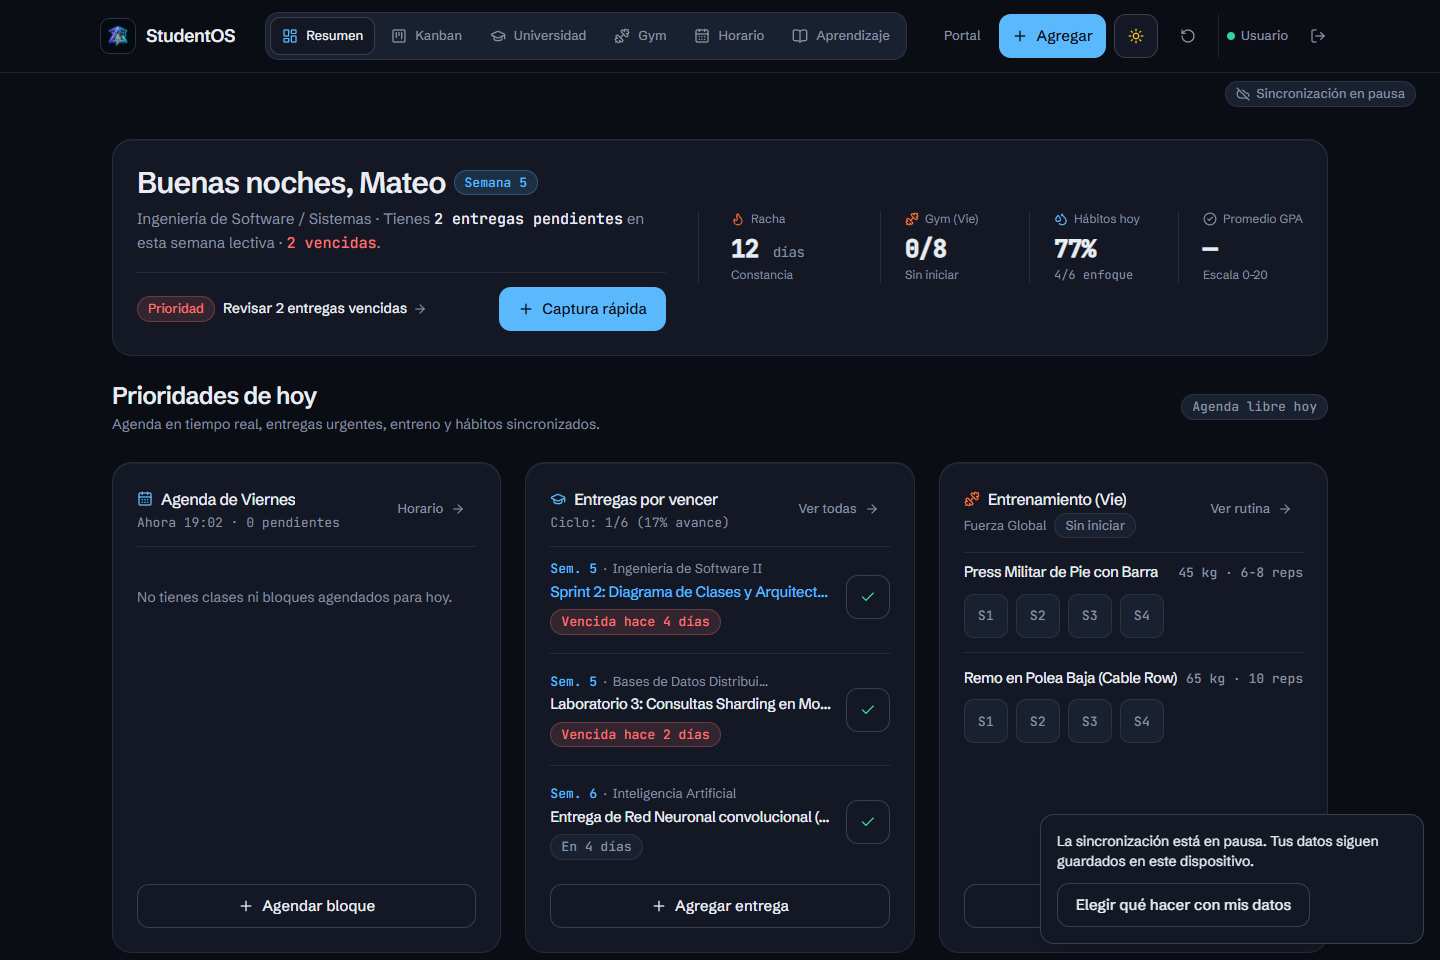 StudentOS
Resumen
Kanban
Universidad
Gym
Horario
Aprendizaje
Portal
Agregar
Usuario
Sincronización en pausa
Buenas noches, Mateo
Semana 5
Ingeniería de Software / Sistemas · Tienes 2 entregas pendientes en
esta semana lectiva · 2 vencidas.
Prioridad
Revisar 2 entregas vencidas →
Captura rápida
Racha
12 días
Constancia
Gym (Vie)
0/8
Sin iniciar
Hábitos hoy
77%
4/6 enfoque
Promedio GPA
—
Escala 0-20
Prioridades de hoy
Agenda en tiempo real, entregas urgentes, entreno y hábitos sincronizados.
Agenda libre hoy
Agenda de Viernes
Ahora 19:02 · 0 pendientes
Horario →
No tienes clases ni bloques agendados para hoy.
Agendar bloque
Entregas por vencer
Ciclo: 1/6 (17% avance)
Ver todas →
Sem. 5 · Ingeniería de Software II
Sprint 2: Diagrama de Clases y Arquitect...
Vencida hace 4 días
Sem. 5 · Bases de Datos Distribui...
Laboratorio 3: Consultas Sharding en Mo...
Vencida hace 2 días
Sem. 6 · Inteligencia Artificial
Entrega de Red Neuronal convolucional (...
En 4 días
Agregar entrega
Entrenamiento (Vie)
Fuerza Global
Sin iniciar
Ver rutina →
Press Militar de Pie con Barra
45 kg · 6-8 reps
S1 S2 S3 S4
Remo en Polea Baja (Cable Row)
65 kg · 10 reps
S1 S2 S3 S4
La sincronización está en pausa. Tus datos siguen
guardados en este dispositivo.
Elegir qué hacer con mis datos